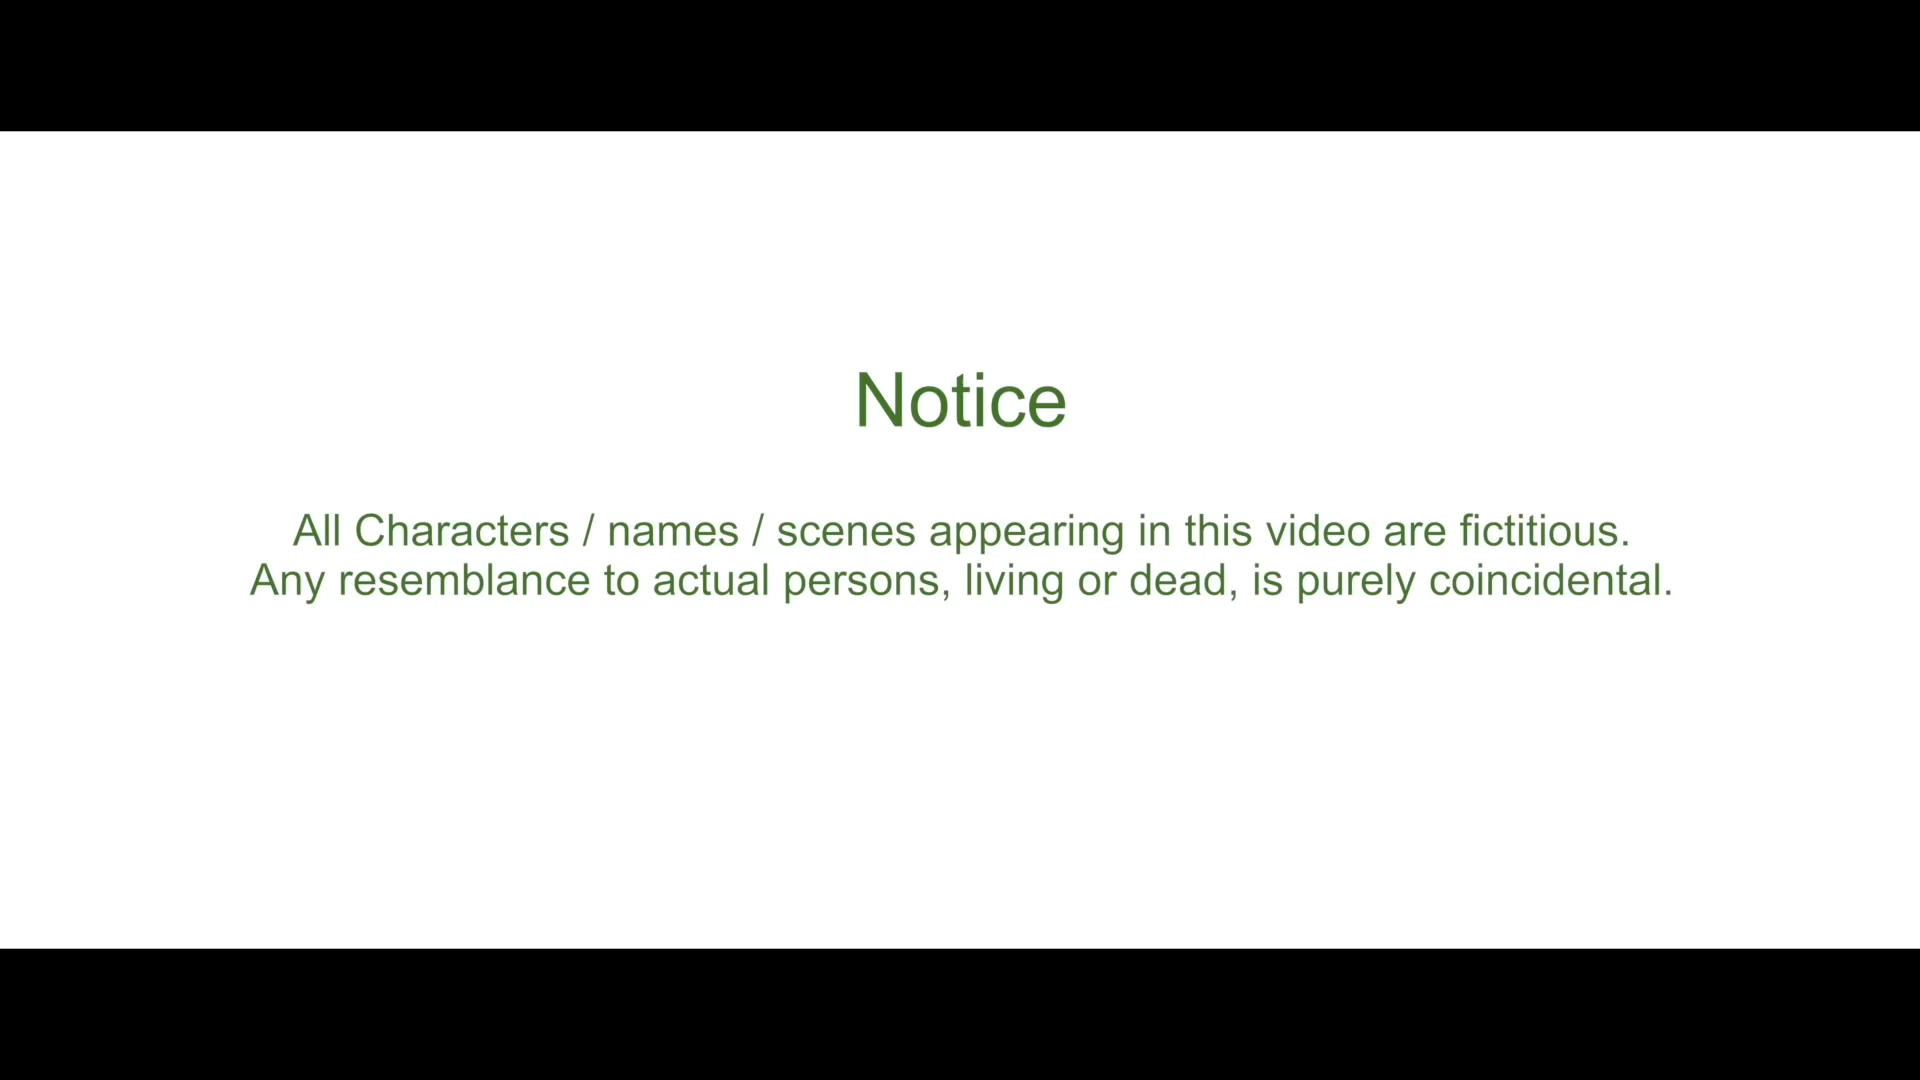 Notice
All Characters / names / scenes appearing in this video are fictitious.
Any resemblance to actual persons, living or dead, is purely coincidental.